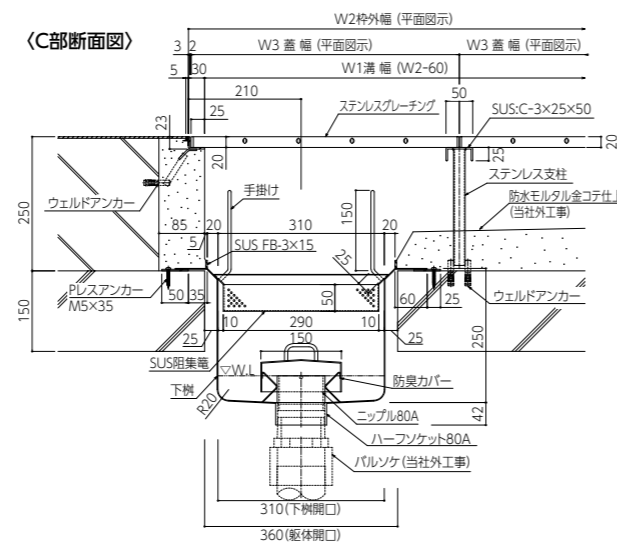 〈C部断面図〉
W2枠外幅 (平面図示)
3
2
W3 蓋 幅 (平面図示)
W3 蓋 幅 (平面図示)
5
30
W1溝 幅 (W2-60)
210
50
25
ステンレスグレーチング
SUS:C-3×25×50
23
20
25
20
ステンレス支柱
手掛け
防水モルタル金コテ仕上
(当社外工事)
250
ウェルドアンカー
150
85
20
310
20
5
SUS FB-3×15
25
Pレスアンカー
M5×35
50
35
50
60
25
ウェルドアンカー
150
10
290
10
25
150
25
250
SUS阻集篭
▽W.L
防臭カバー
下桝
R20
ニップル80A
42
ハーフソケット80A
バルソケ(当社外工事)
310(下桝開口)
360(躯体開口)